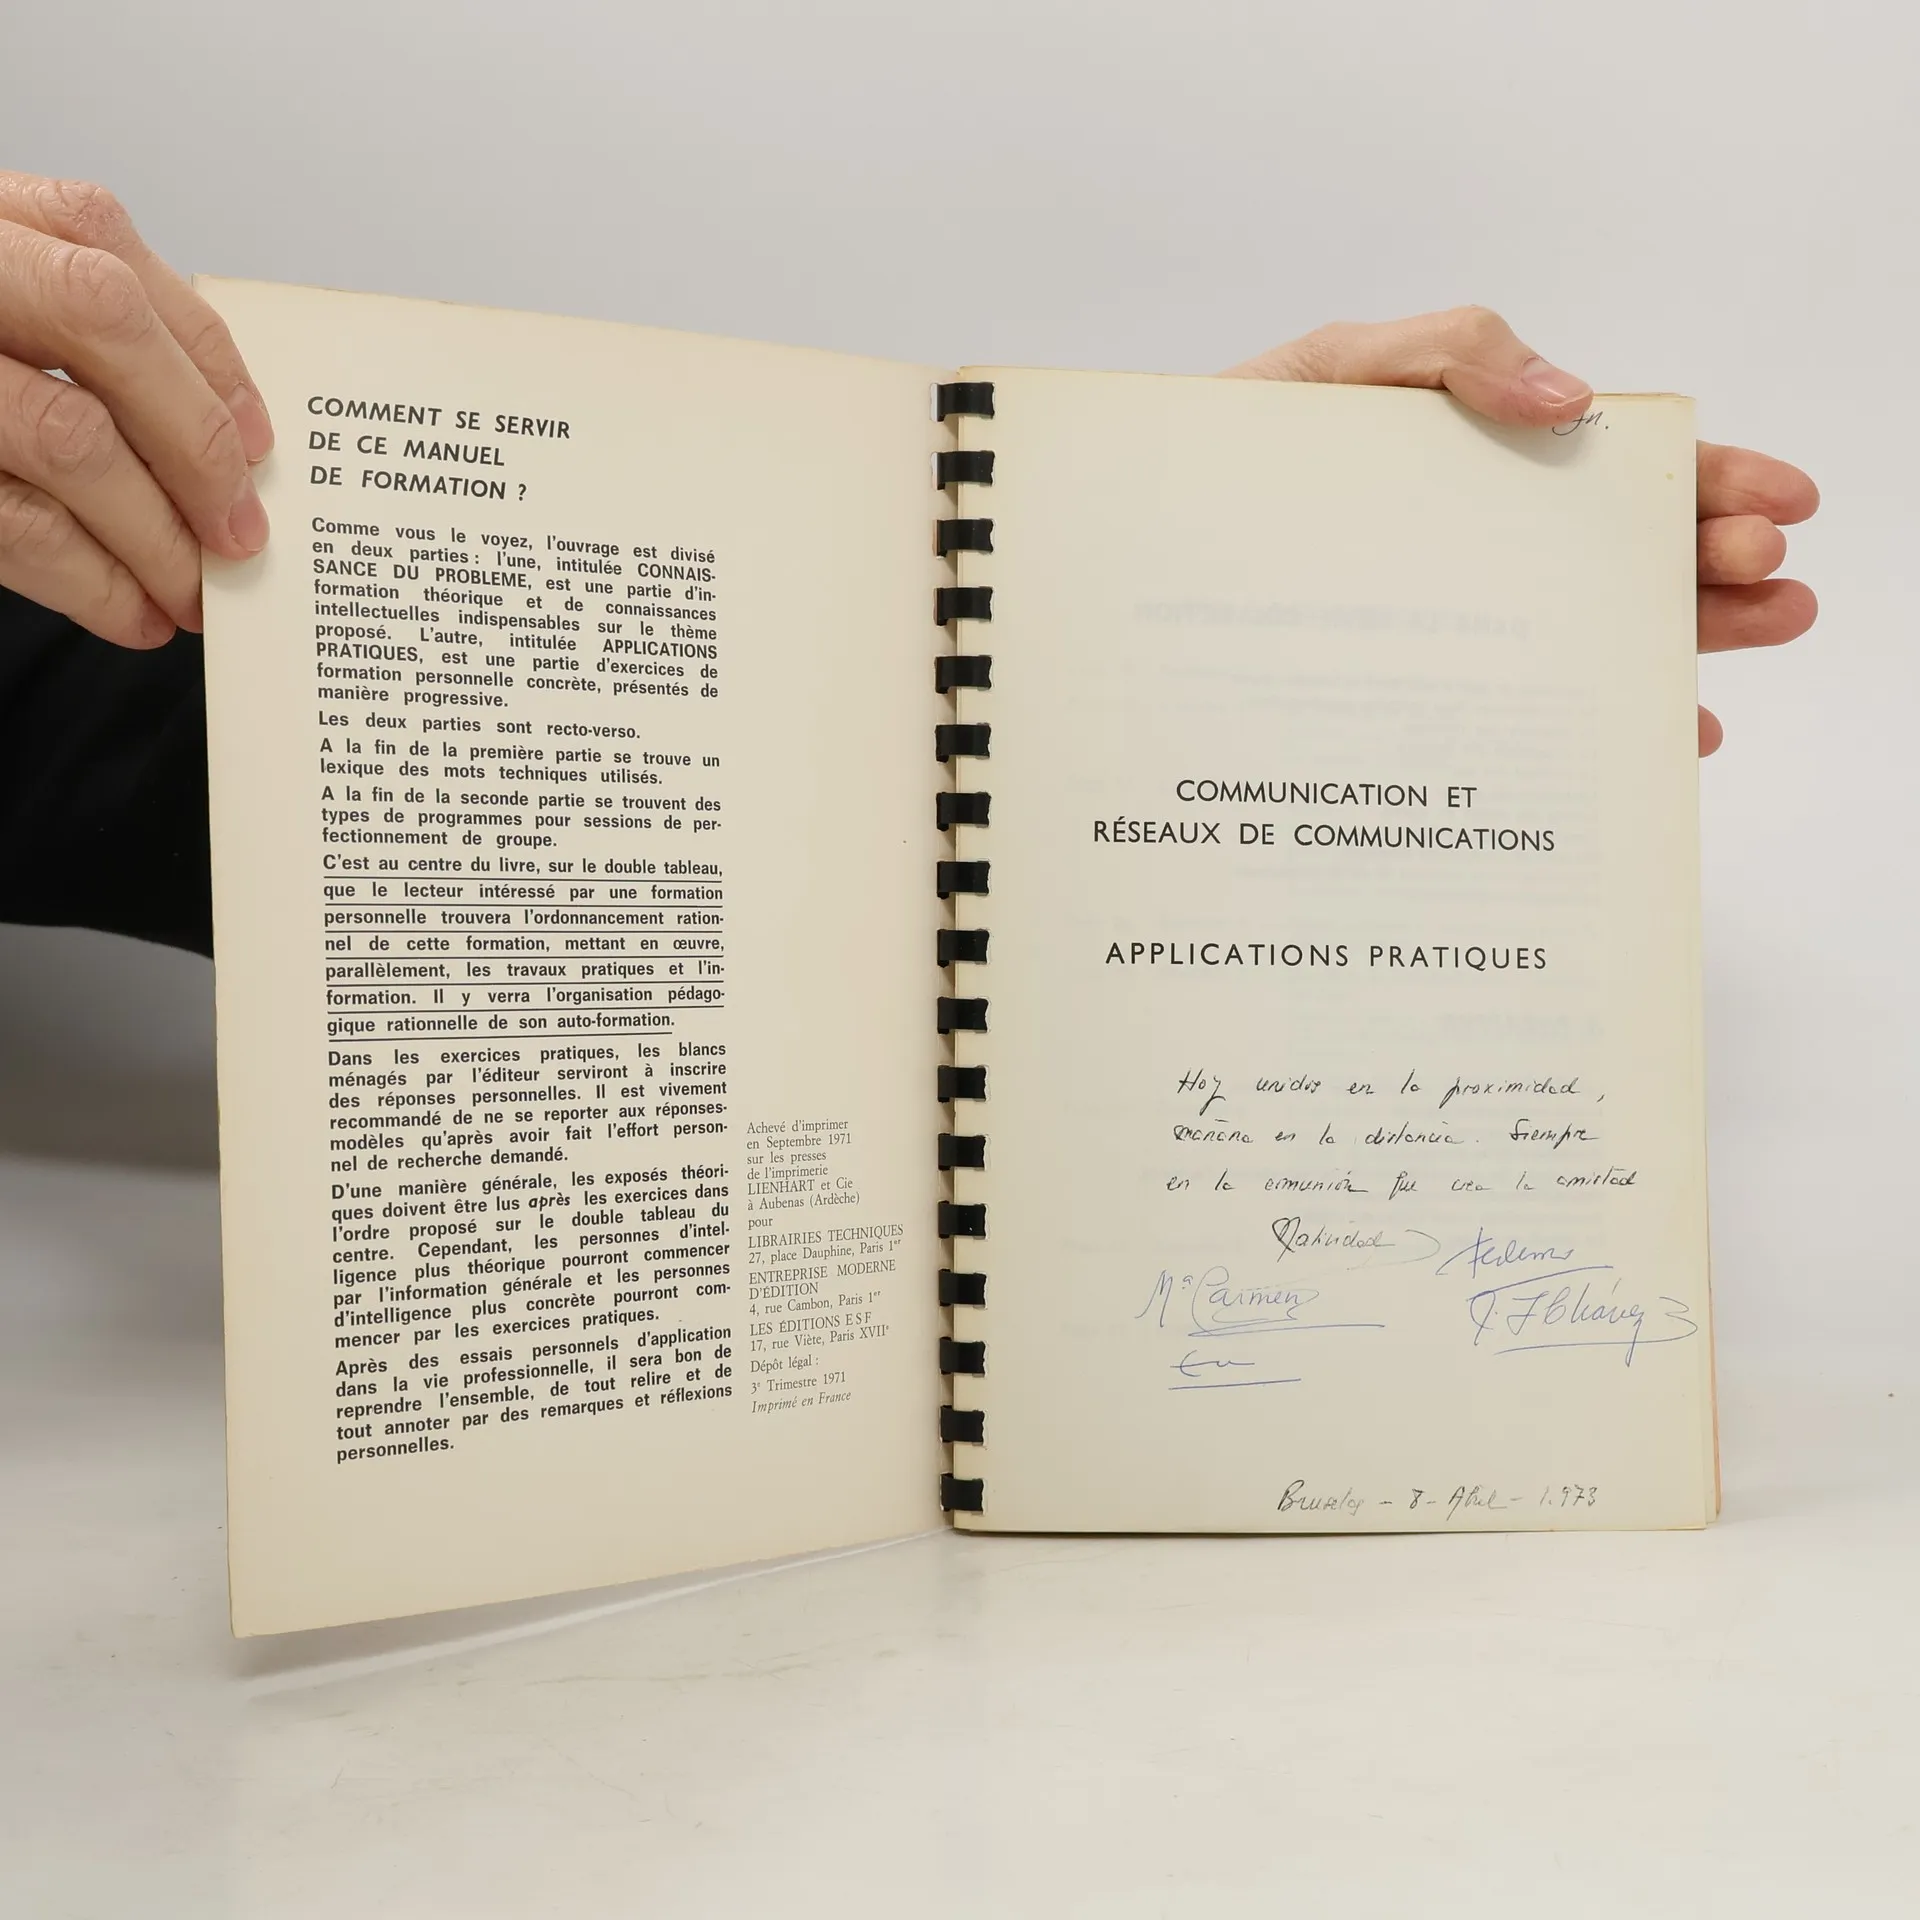 COMMENT SE SERVIR
DE CE MANUEL
DE FORMATION ?
Comme vous le voyez, l'ouvrage est divisé
en deux parties : l'une, intitulée CONNAIS-
SANCE DU PROBLEME, est une partie d'in-
formation théorique et de connaissances
intellectuelles indispensables sur le thème
proposé. L'autre, intitulée APPLICATIONS
PRATIQUES, est une partie d'exercices de
formation personnelle concrète, présentés de
manière progressive.
Les deux parties sont recto-verso.
A la fin de la première partie se trouve un
lexique des mots techniques utilisés.
A la fin de la seconde partie se trouvent des
types de programmes pour sessions de per-
fectionnement de groupe.
C'est au centre du livre, sur le double tableau,
que le lecteur intéressé par une formation
personnelle trouvera l'ordonnancement ration-
nel de cette formation, mettant en œuvre,
parallèlement, les travaux pratiques et l'in-
formation. Il y verra l'organisation pédago-
gique rationnelle de son auto-formation.
Dans les exercices pratiques, les blancs
ménagés par l'éditeur serviront à inscrire
des réponses personnelles. Il est vivement
recommandé de ne se reporter aux réponses-
modèles qu'après avoir fait l'effort person-
nel de recherche demandé.
D'une manière générale, les exposés théori-
ques doivent être lus après les exercices dans
l'ordre proposé sur le double tableau du
centre. Cependant, les personnes d'intel-
ligence plus théorique pourront commencer
par l'information générale et les personnes
d'intelligence plus concrète pourront com-
mencer par les exercices pratiques.
Après des essais personnels d'application
dans la vie professionnelle, il sera bon de
reprendre l'ensemble, de tout relire et de
tout annoter par des remarques et réflexions
personnelles.
Achevé d'imprimer
en Septembre 1971
sur les presses
de l'imprimerie
LIENHART et Cie
à Aubenas (Ardèche)
pour
LIBRAIRIES TECHNIQUES
27, place Dauphine, Paris 1er
ENTREPRISE MODERNE
D'ÉDITION
4, rue Cambon, Paris 1er
LES ÉDITIONS E S F
17, rue Viète, Paris XVIIe
Dépôt légal :
3e Trimestre 1971
Imprimé en France
COMMUNICATION ET
RÉSEAUX DE COMMUNICATIONS
APPLICATIONS PRATIQUES
Hoy unidos en la proximidad,
mañana en la distancia. Siempre
en la comunión que crea la amistad
Natividad
Mª Carmen
Bruselas - 8 - Abril - 1.973